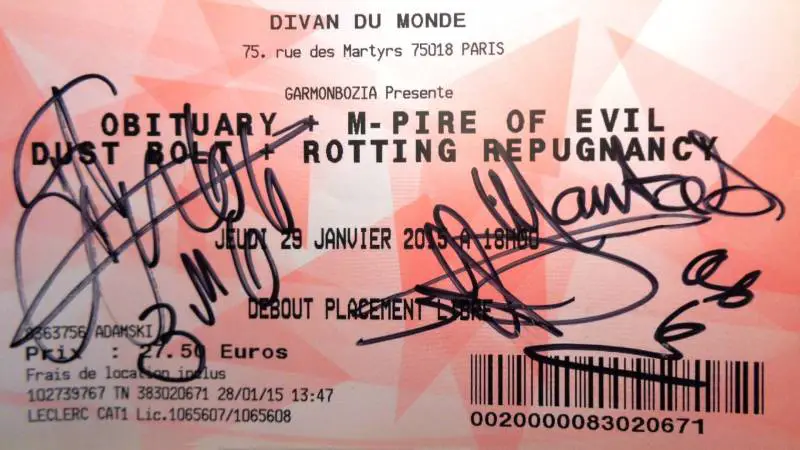 DIVAN DU MONDE
75. rue des Martyrs 75018 PARIS
GARMONBOZIA Presente
OBITUARY + M-PIRE OF EVIL
DUST BOLT + ROTTING REPUGNANCY
JEUDI 29 JANVIER 2015 A 18H00
DEBOUT PLACEMENT LIBRE
8363756 ADAMSKI
Prix : 27.50 Euros
Frais de location inclus
102739767 TN 383020671 28/01/15 13:47
LECLERC CAT1 Lic.1065607/1065608
0020000083020671
Mantas